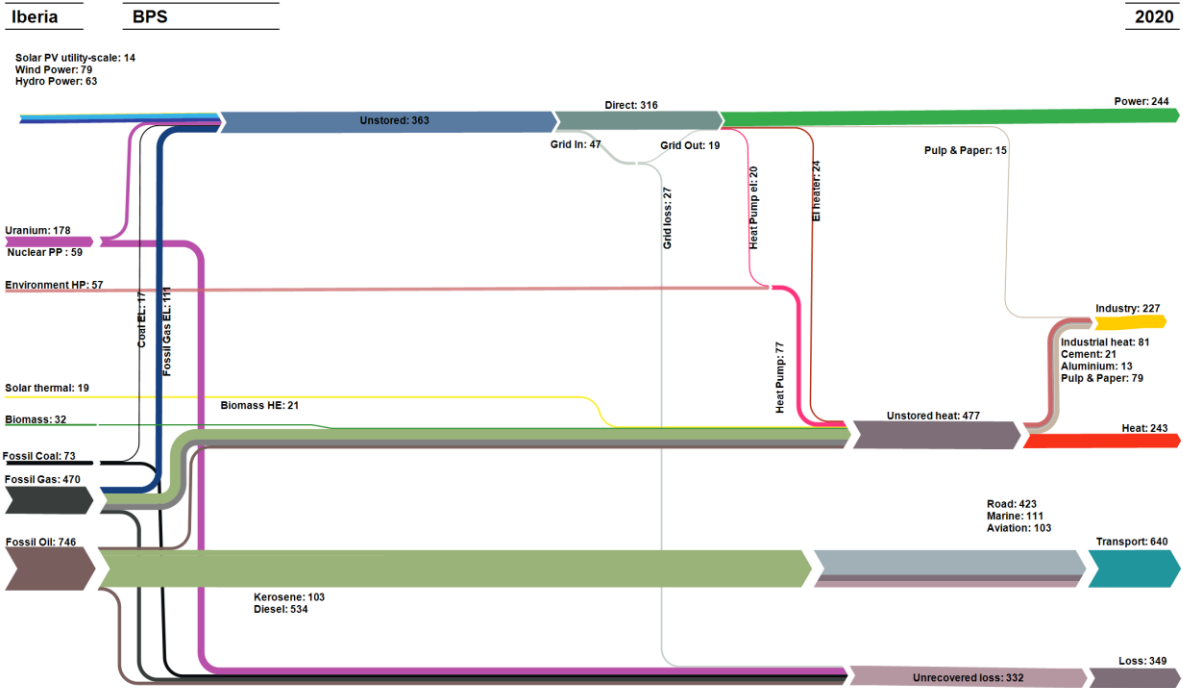 Iberia
BPS
2020
Solar PV utility-scale: 14
Wind Power: 79
Hydro Power: 63
Unstored: 363
Direct: 316
Power: 244
Grid In: 47
Grid Out: 19
Pulp & Paper: 15
Grid loss: 27
Heat Pump el: 20
El heater: 24
Uranium: 178
Nuclear PP : 59
Environment HP: 57
Coal EL: 17
Fossil Gas EL: 111
Industry: 227
Industrial heat: 81
Cement: 21
Aluminium: 13
Pulp & Paper: 79
Heat Pump: 77
Solar thermal: 19
Biomass HE: 21
Biomass: 32
Unstored heat: 477
Heat: 243
Fossil Coal: 73
Fossil Gas: 470
Road: 423
Marine: 111
Aviation: 103
Fossil Oil: 746
Transport: 640
Kerosene: 103
Diesel: 534
Loss: 349
Unrecovered loss: 332